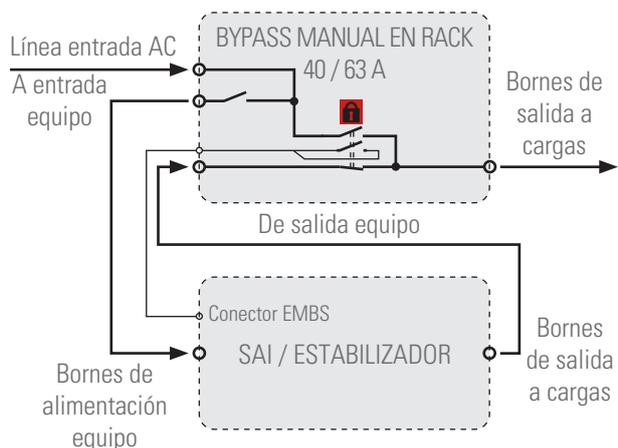 BYPASS MANUAL EN RACK
40 / 63 A
Línea entrada AC
A entrada
equipo
Bornes de
salida a
cargas
De salida equipo
Conector EMBS
SAI / ESTABILIZADOR
Bornes de
alimentación
equipo
Bornes
de salida
a cargas